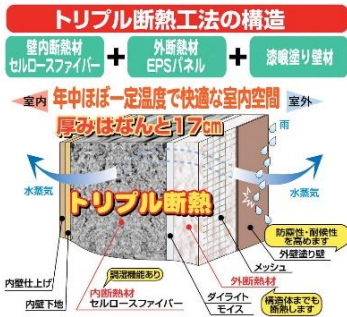 トリプル断熱工法の構造
壁内断熱材
セルロースファイバー
+
外断熱材
EPSパネル
+
漆喰塗り壁材
室内
年中ほぼ一定温度で快適な室内空間
室外
厚みはなんと17cm
雨
水蒸気
水蒸気
トリプル断熱
防塵性・耐候性
を高めます
外壁塗り壁
メッシュ
内壁仕上げ
内壁下地
調湿機能あり
内断熱材
セルロースファイバー
外断熱材
ダイライト
モイス
構造体までも
断熱します